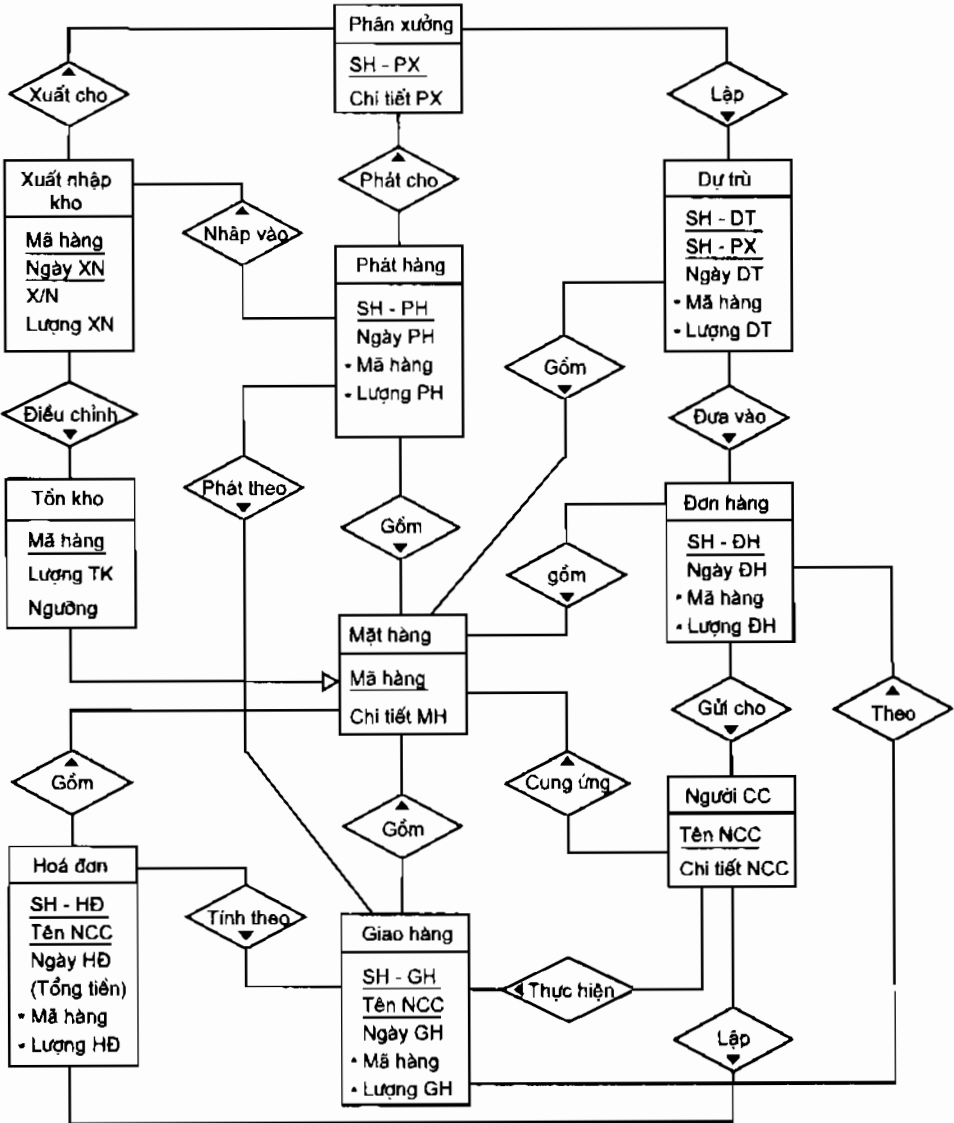 Phân xưởng
SH - PX
Chi tiết PX
Xuất cho
Lập
Xuất nhập
kho
Mã hàng
Ngày XN
X/N
Lượng XN
Phát cho
Dự trù
SH - DT
SH - PX
Ngày DT
• Mã hàng
• Lượng DT
Nhập vào
Phát hàng
SH - PH
Ngày PH
• Mã hàng
• Lượng PH
Gồm
Điều chỉnh
Đưa vào
Phát theo
Gồm
Tồn kho
Mã hàng
Lượng TK
Ngưỡng
Đơn hàng
SH - ĐH
Ngày ĐH
• Mã hàng
• Lượng ĐH
gồm
Mặt hàng
Mã hàng
Chi tiết MH
Gửi cho
Theo
Gồm
Cung ứng
Gồm
Người CC
Tên NCC
Chi tiết NCC
Hoá đơn
SH - HĐ
Tên NCC
Ngày HĐ
(Tổng tiền)
• Mã hàng
• Lượng HĐ
Tính theo
Giao hàng
SH - GH
Tên NCC
Ngày GH
• Mã hàng
• Lượng GH
Thực hiện
Lập